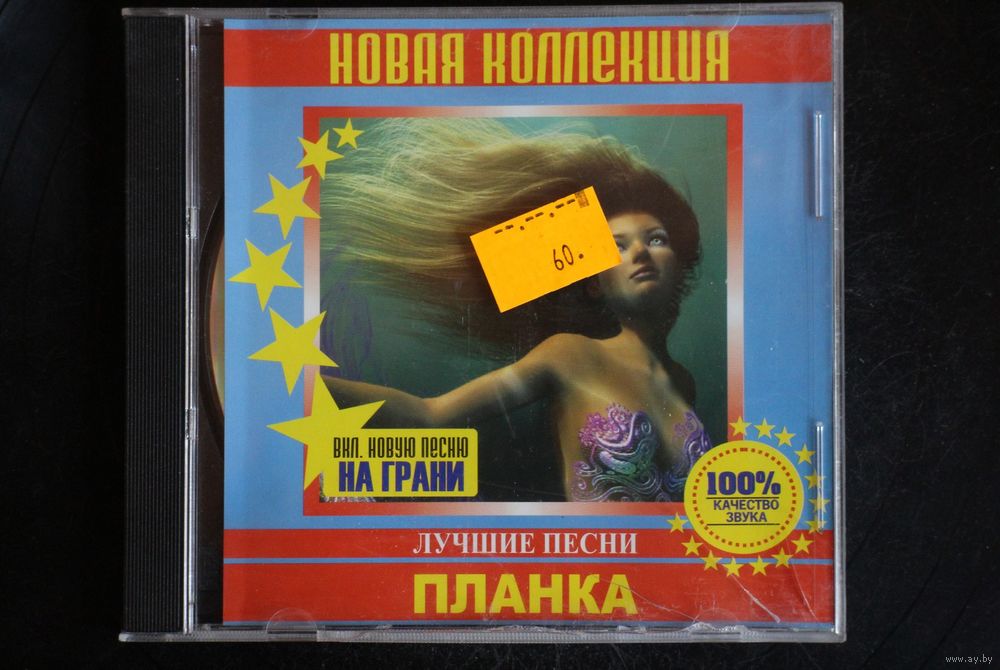 НОВАЯ КОЛЛЕКЦИЯ
60.
ВКЛ. НОВУЮ ПЕСНЮ
НА ГРАНИ
100%
КАЧЕСТВО
ЗВУКА
ЛУЧШИЕ ПЕСНИ
ПЛАНКА
www.ay.by